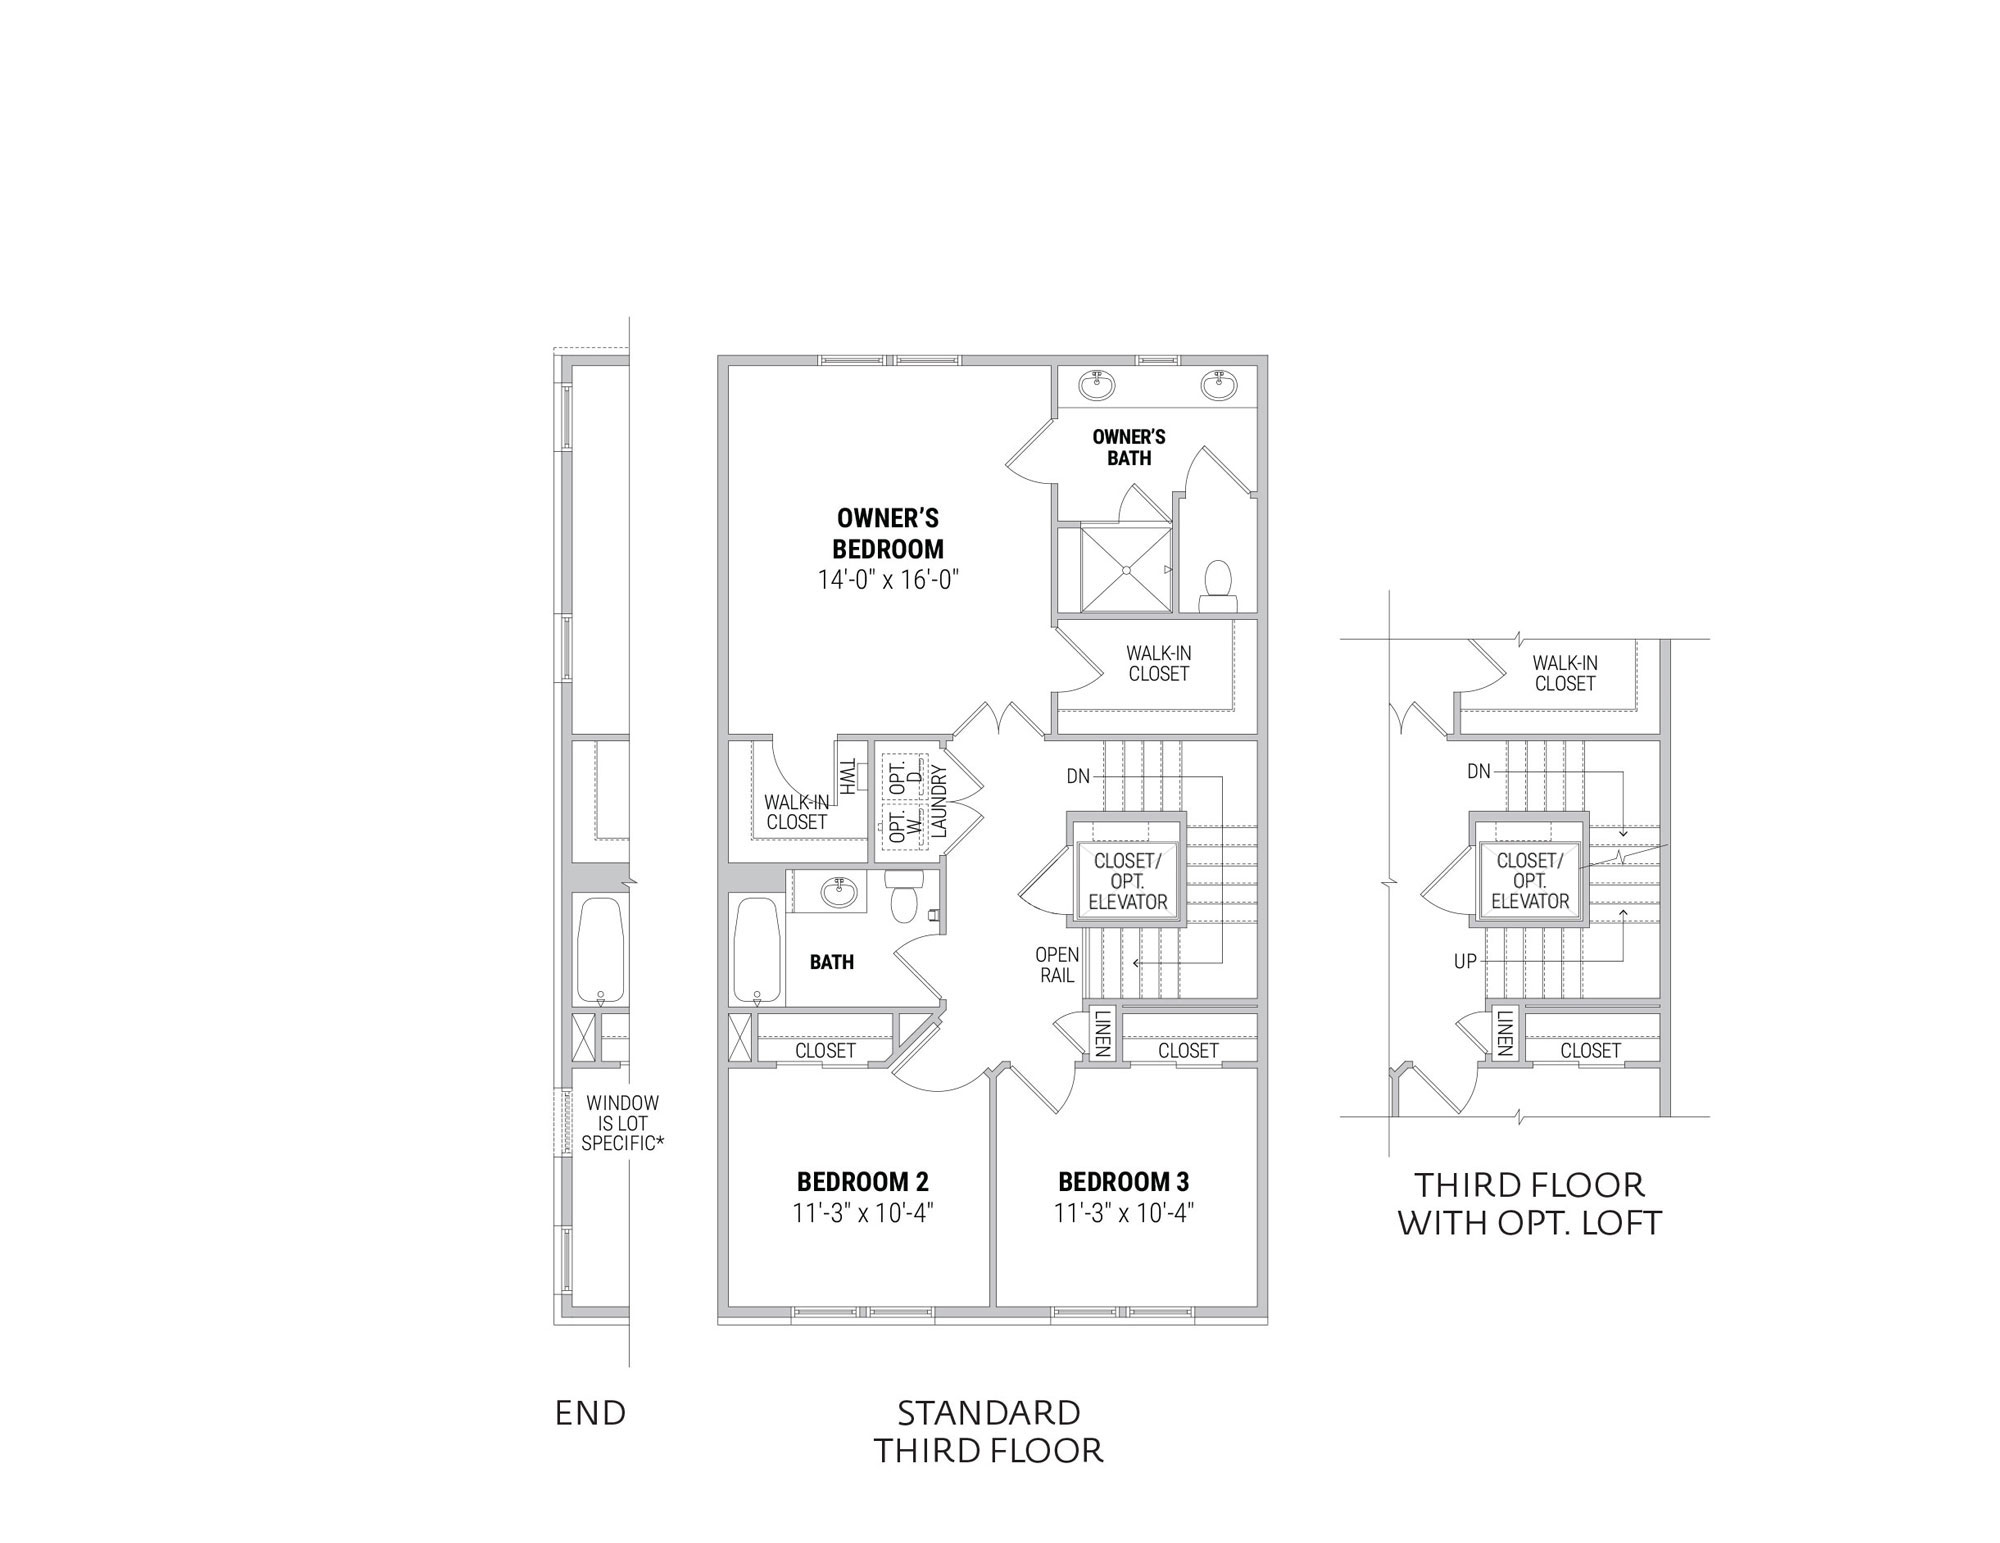 OWNER'S
BATH
OWNER'S
BEDROOM
14'-0" x 16'-0"
WALK-IN
CLOSET
WALK-IN
CLOSET
TWH
OPT.
D
OPT.
W
LAUNDRY
DN
CLOSET/
OPT.
ELEVATOR
OPEN
RAIL
BATH
CLOSET
LINEN
CLOSET
BEDROOM 2
11'-3" x 10'-4"
BEDROOM 3
11'-3" x 10'-4"
WINDOW
IS LOT
SPECIFIC*
END
STANDARD
THIRD FLOOR
WALK-IN
CLOSET
DN
CLOSET/
OPT.
ELEVATOR
UP
LINEN
CLOSET
THIRD FLOOR
WITH OPT. LOFT